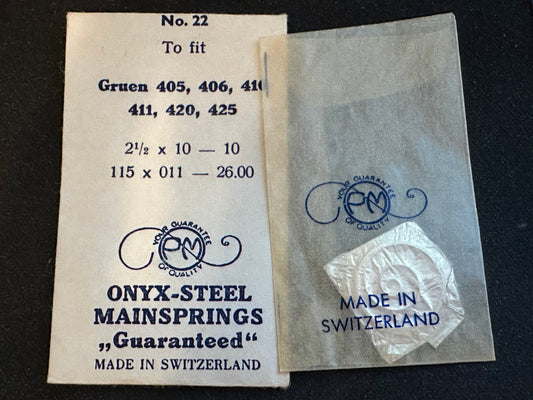 No. 22
To fit
Gruen 405, 406, 410
411, 420, 425
2½ x 10 — 10
115 x 011 — 26.00
YOUR GUARANTEE
PM
OF QUALITY
ONYX-STEEL
MAINSPRINGS
„Guaranteed“
MADE IN SWITZERLAND
YOUR GUARANTEE
PM
OF QUALITY
MADE IN
SWITZERLAND